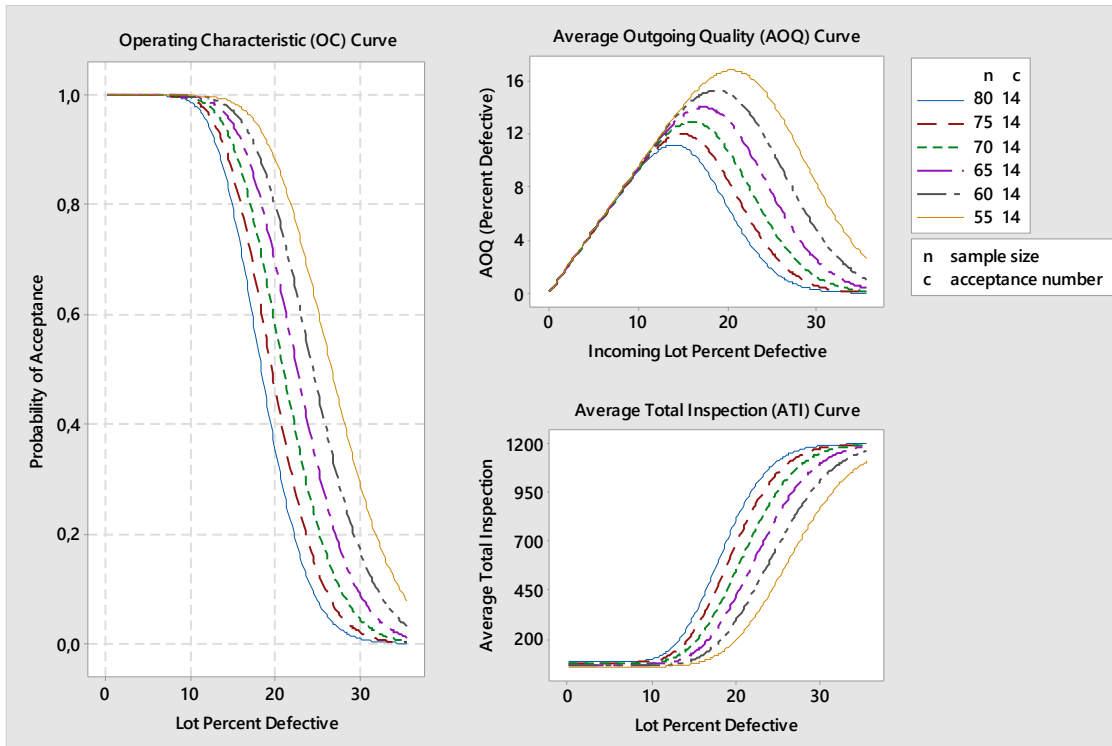 Operating Characteristic (OC) Curve
1,0
0,8
0,6
0,4
0,2
0,0
Probability of Acceptance
0 10 20 30
Lot Percent Defective
Average Outgoing Quality (AOQ) Curve
16
12
8
4
0
AOQ (Percent Defective)
0 10 20 30
Incoming Lot Percent Defective
Average Total Inspection (ATI) Curve
1200
950
700
450
200
Average Total Inspection
0 10 20 30
Lot Percent Defective
n c
80 14
75 14
70 14
65 14
60 14
55 14
n sample size
c acceptance number